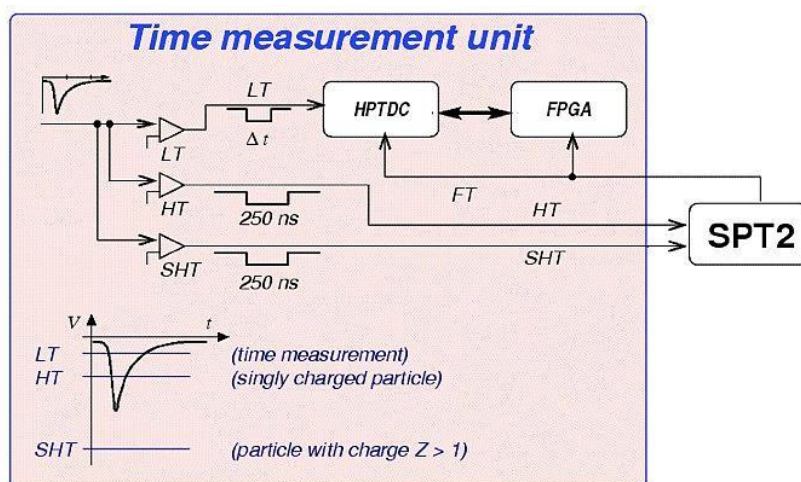 Time measurement unit
LT
HPTDC
FPGA
Δ t
LT
FT
HT
HT
250 ns
SPT2
SHT
SHT
250 ns
V
t
LT
(time measurement)
HT
(singly charged particle)
SHT
(particle with charge Z > 1)